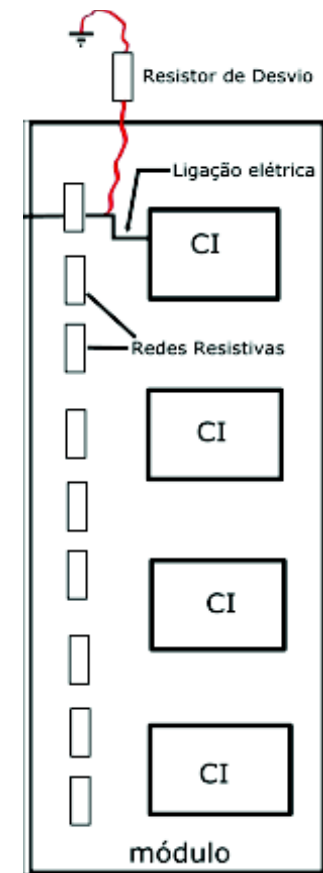 Resistor de Desvio
Ligação elétrica
CI
Redes Resistivas
CI
CI
CI
módulo